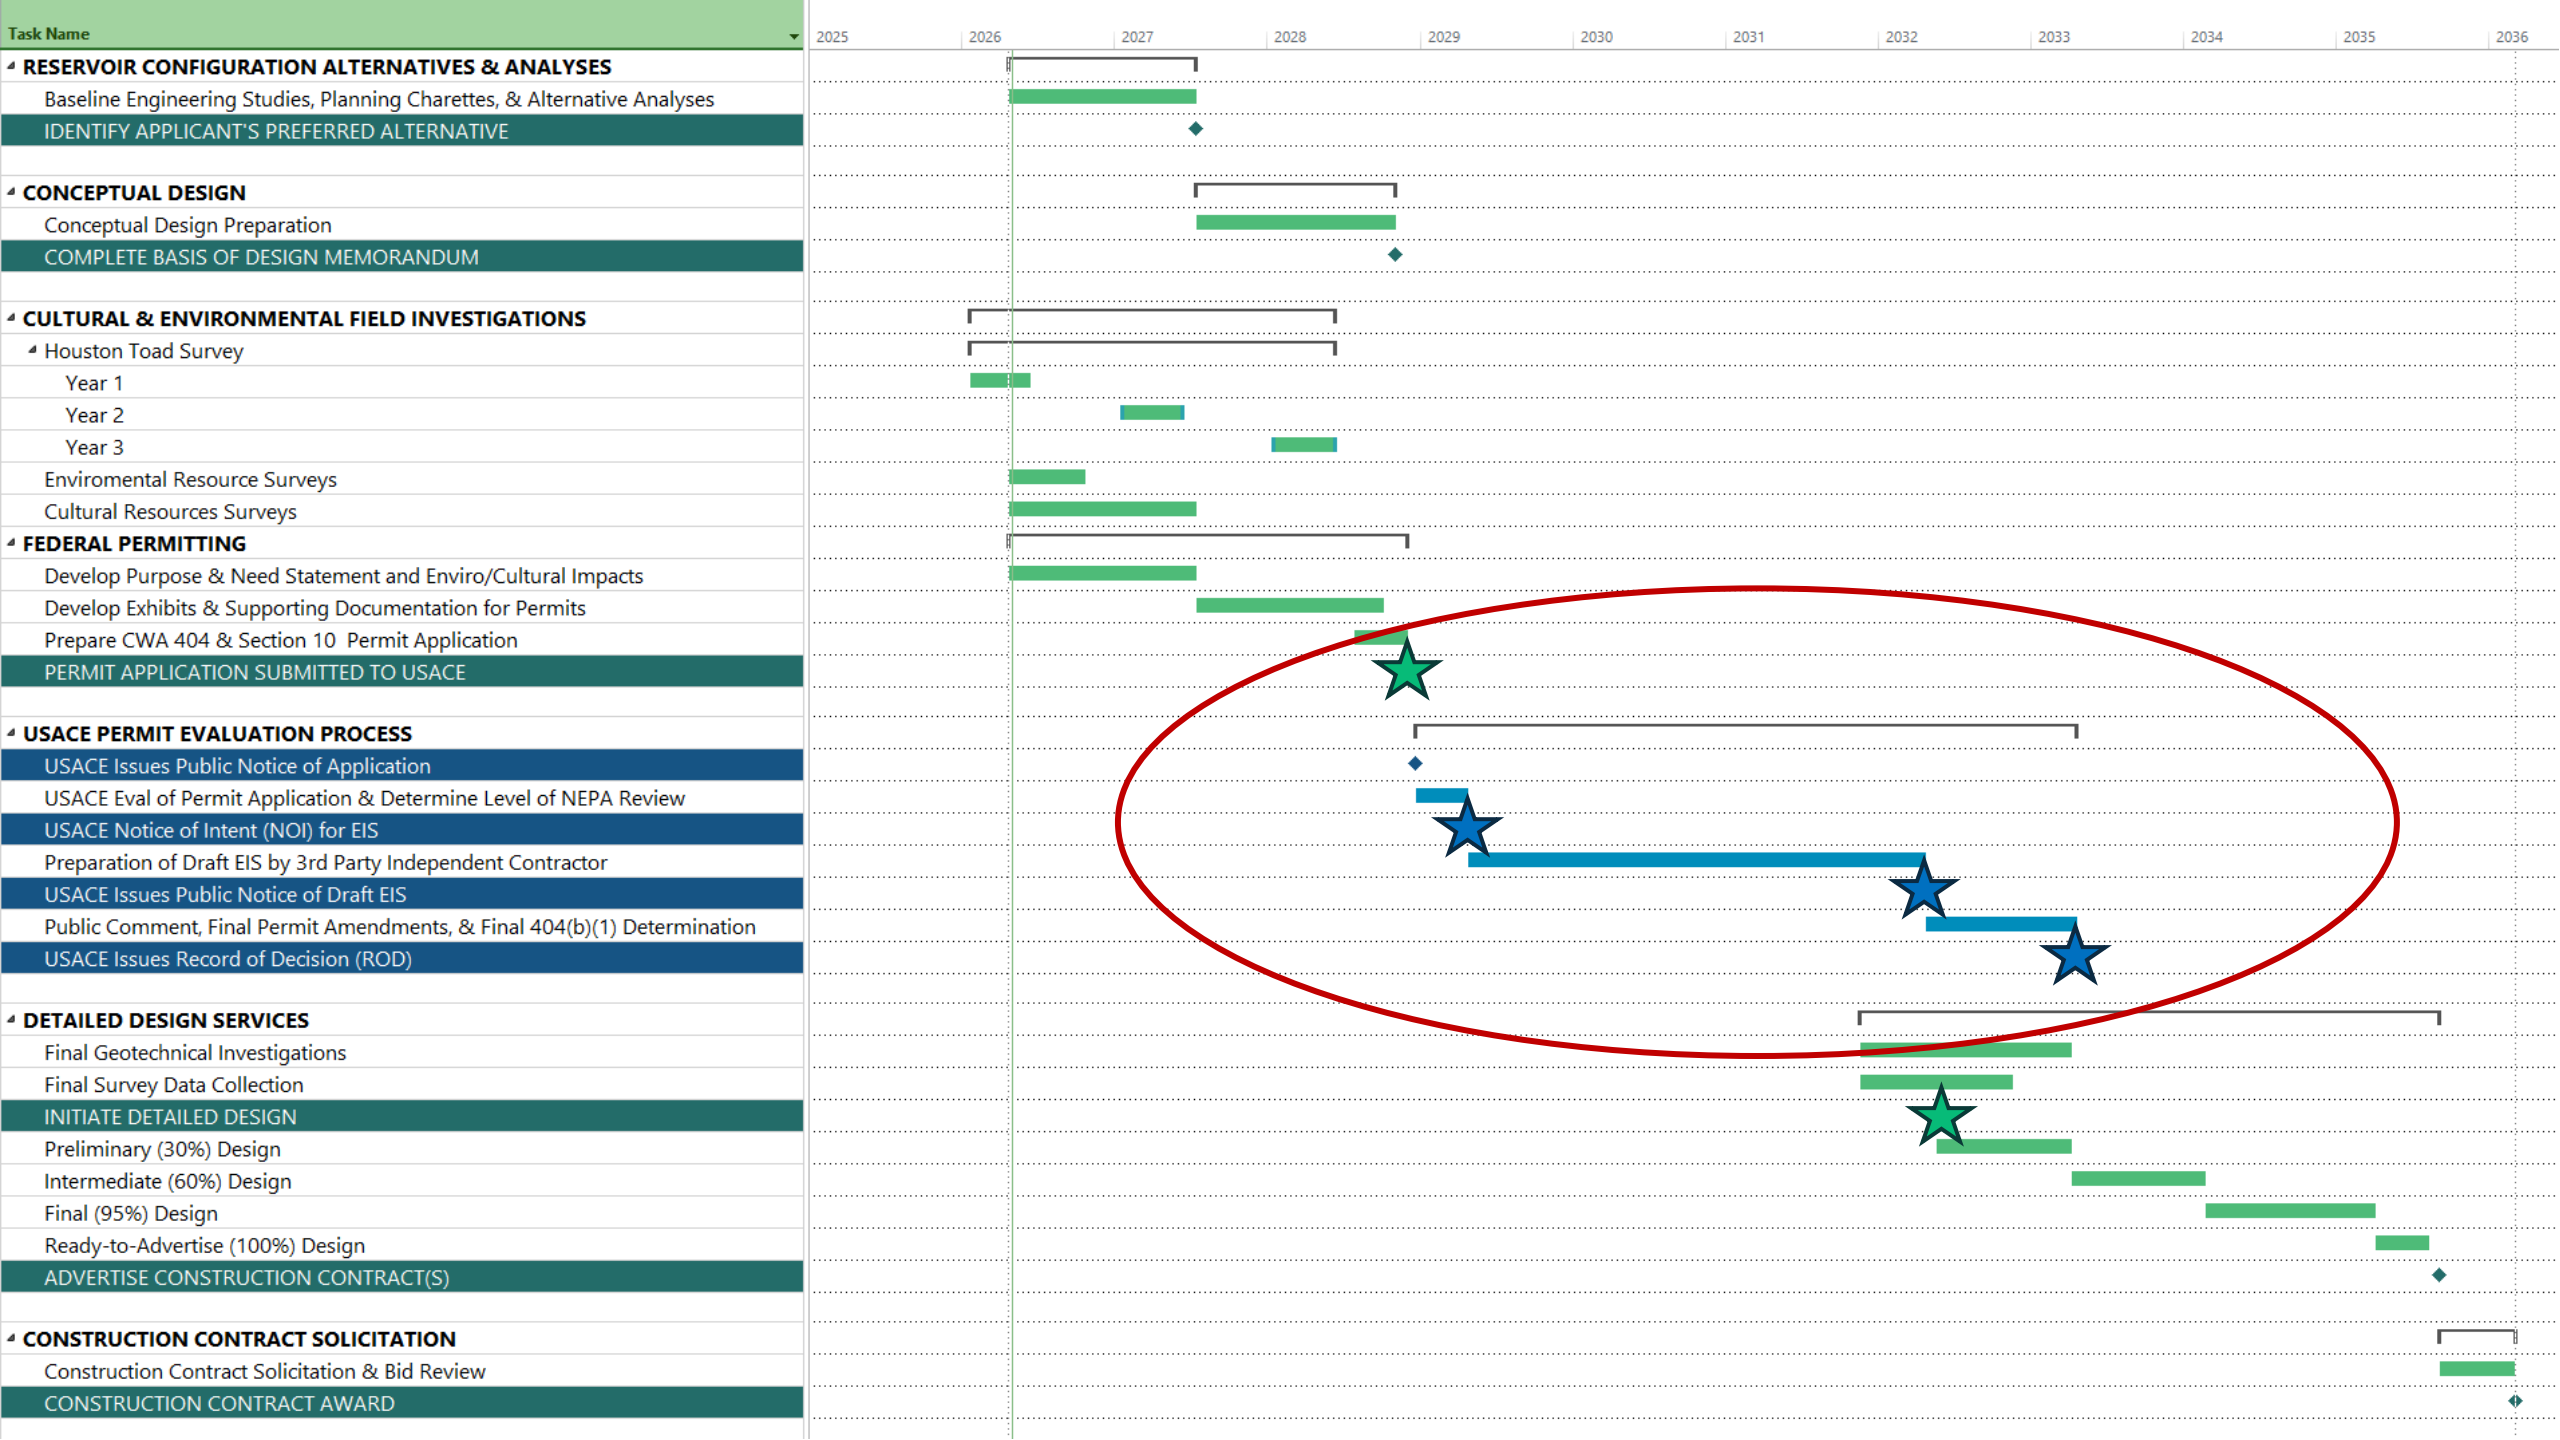 Task Name
2025 2026 2027 2028 2029 2030 2031 2032 2033 2034 2035 2036
RESERVOIR CONFIGURATION ALTERNATIVES & ANALYSES
Baseline Engineering Studies, Planning Charettes, & Alternative Analyses
IDENTIFY APPLICANT'S PREFERRED ALTERNATIVE
CONCEPTUAL DESIGN
Conceptual Design Preparation
COMPLETE BASIS OF DESIGN MEMORANDUM
CULTURAL & ENVIRONMENTAL FIELD INVESTIGATIONS
Houston Toad Survey
Year 1
Year 2
Year 3
Enviromental Resource Surveys
Cultural Resources Surveys
FEDERAL PERMITTING
Develop Purpose & Need Statement and Enviro/Cultural Impacts
Develop Exhibits & Supporting Documentation for Permits
Prepare CWA 404 & Section 10 Permit Application
PERMIT APPLICATION SUBMITTED TO USACE
USACE PERMIT EVALUATION PROCESS
USACE Issues Public Notice of Application
USACE Eval of Permit Application & Determine Level of NEPA Review
USACE Notice of Intent (NOI) for EIS
Preparation of Draft EIS by 3rd Party Independent Contractor
USACE Issues Public Notice of Draft EIS
Public Comment, Final Permit Amendments, & Final 404(b)(1) Determination
USACE Issues Record of Decision (ROD)
DETAILED DESIGN SERVICES
Final Geotechnical Investigations
Final Survey Data Collection
INITIATE DETAILED DESIGN
Preliminary (30%) Design
Intermediate (60%) Design
Final (95%) Design
Ready-to-Advertise (100%) Design
ADVERTISE CONSTRUCTION CONTRACT(S)
CONSTRUCTION CONTRACT SOLICITATION
Construction Contract Solicitation & Bid Review
CONSTRUCTION CONTRACT AWARD